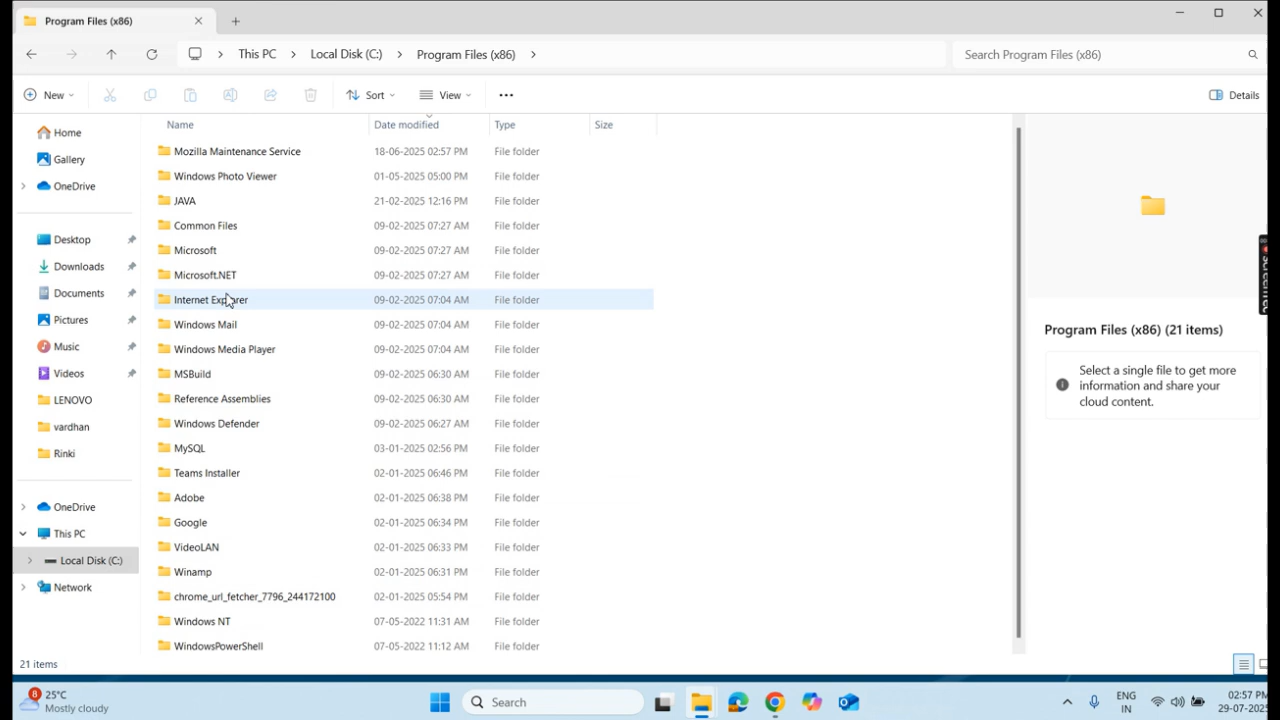 Program Files (x86)
This PC > Local Disk (C:) > Program Files (x86) >
Search Program Files (x86)
New
Sort
View
Details
Home
Gallery
OneDrive
Desktop
Downloads
Documents
Pictures
Music
Videos
LENOVO
vardhan
Rinki
OneDrive
This PC
Local Disk (C:)
Network
Name Date modified Type Size
Mozilla Maintenance Service 18-06-2025 02:57 PM File folder
Windows Photo Viewer 01-05-2025 05:00 PM File folder
JAVA 21-02-2025 12:16 PM File folder
Common Files 09-02-2025 07:27 AM File folder
Microsoft 09-02-2025 07:27 AM File folder
Microsoft.NET 09-02-2025 07:27 AM File folder
Internet Explorer 09-02-2025 07:04 AM File folder
Windows Mail 09-02-2025 07:04 AM File folder
Windows Media Player 09-02-2025 07:04 AM File folder
MSBuild 09-02-2025 06:30 AM File folder
Reference Assemblies 09-02-2025 06:30 AM File folder
Windows Defender 09-02-2025 06:27 AM File folder
MySQL 03-01-2025 02:56 PM File folder
Teams Installer 02-01-2025 06:46 PM File folder
Adobe 02-01-2025 06:38 PM File folder
Google 02-01-2025 06:34 PM File folder
VideoLAN 02-01-2025 06:33 PM File folder
Winamp 02-01-2025 06:31 PM File folder
chrome_url_fetcher_7796_244172100 02-01-2025 05:54 PM File folder
Windows NT 07-05-2022 11:31 AM File folder
WindowsPowerShell 07-05-2022 11:12 AM File folder
Program Files (x86) (21 items)
Select a single file to get more
information and share your
cloud content.
21 items
8
25°C
Mostly cloudy
Search
ENG
IN
02:57 PM
29-07-2025